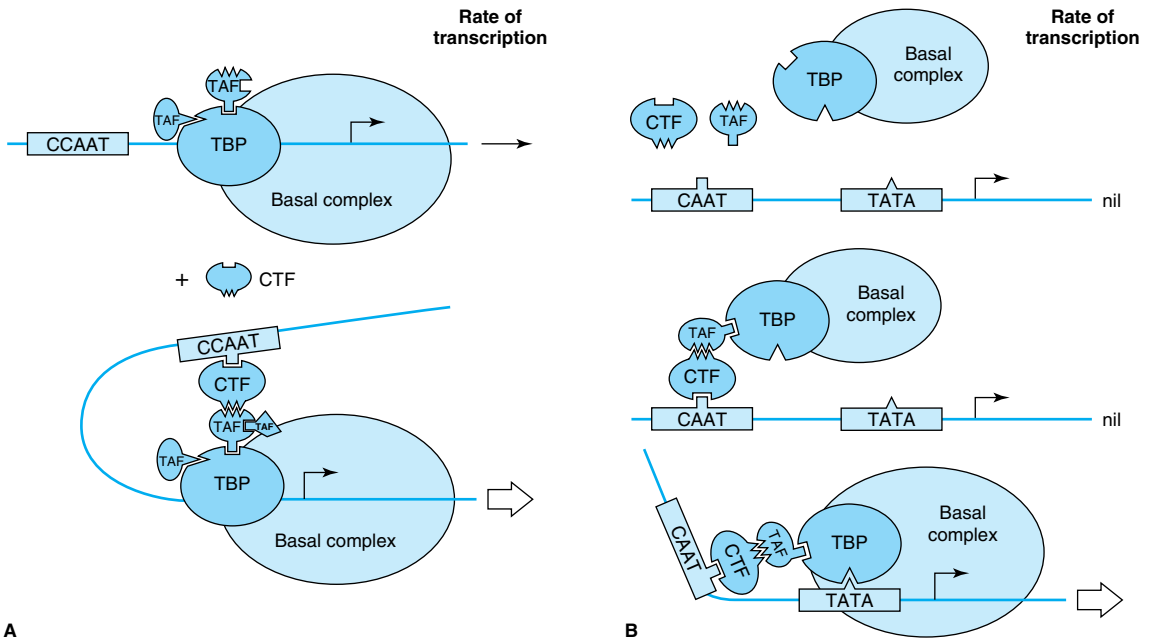 Rate of
transcription
TAF
TAF
CCAAT
TBP
Basal complex
+
CTF
CCAAT
CTF
TAF
TAF
TAF
TBP
Basal complex
A
Rate of
transcription
Basal
complex
TBP
CTF
TAF
CAAT
TATA
nil
Basal
complex
TBP
TAF
CTF
CAAT
TATA
nil
Basal
complex
TBP
TAF
CTF
CAAT
TATA
B